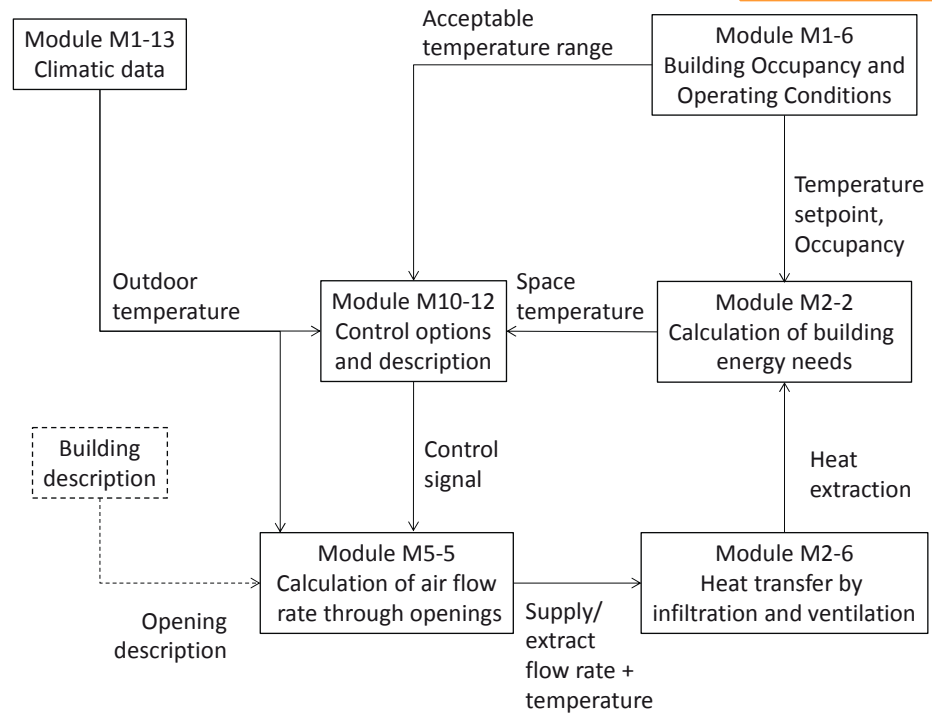 Module M1-13
Climatic data
Acceptable
temperature range
Module M1-6
Building Occupancy and
Operating Conditions
Temperature
setpoint,
Occupancy
Outdoor
temperature
Module M10-12
Control options
and description
Space
temperature
Module M2-2
Calculation of building
energy needs
Building
description
Control
signal
Heat
extraction
Opening
description
Module M5-5
Calculation of air flow
rate through openings
Supply/
extract
flow rate +
temperature
Module M2-6
Heat transfer by
infiltration and ventilation